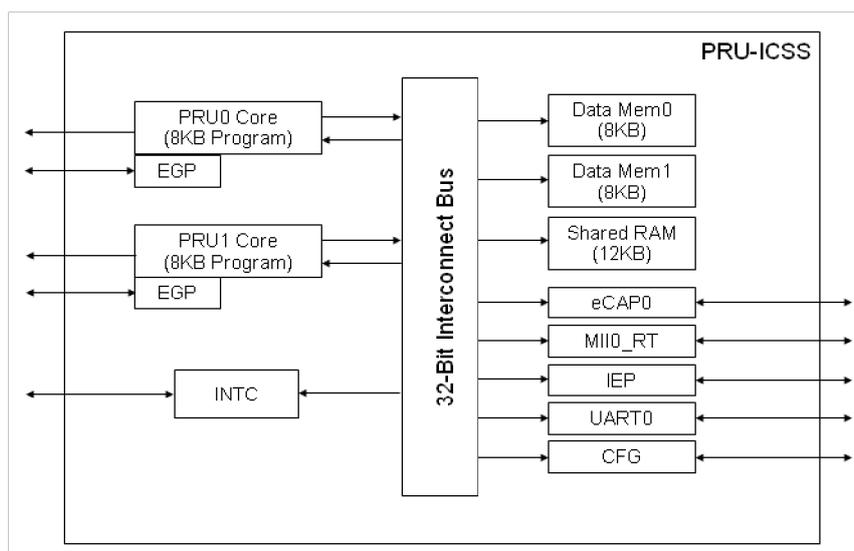 PRU-ICSS
PRU0 Core
(8KB Program)
EGP
PRU1 Core
(8KB Program)
EGP
INTC
32-Bit Interconnect Bus
Data Mem0
(8KB)
Data Mem1
(8KB)
Shared RAM
(12KB)
eCAP0
MII0_RT
IEP
UART0
CFG